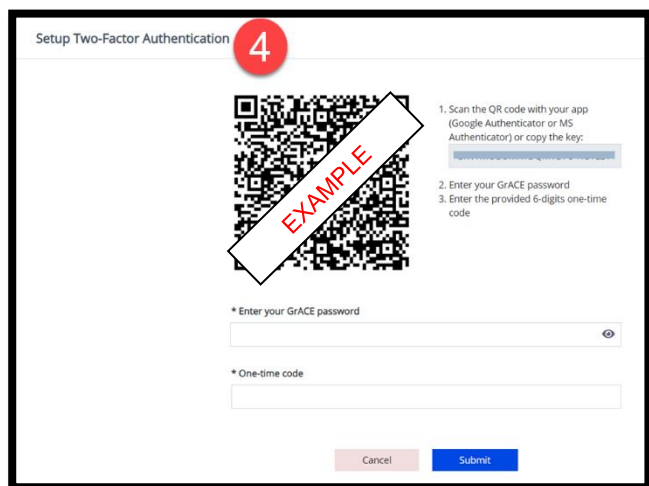 Setup Two-Factor Authentication
4
1. Scan the QR code with your app
(Google Authenticator or MS
Authenticator) or copy the key:
EXAMPLE
2. Enter your GrACE password
3. Enter the provided 6-digits one-time
code
* Enter your GrACE password
* One-time code
Cancel
Submit